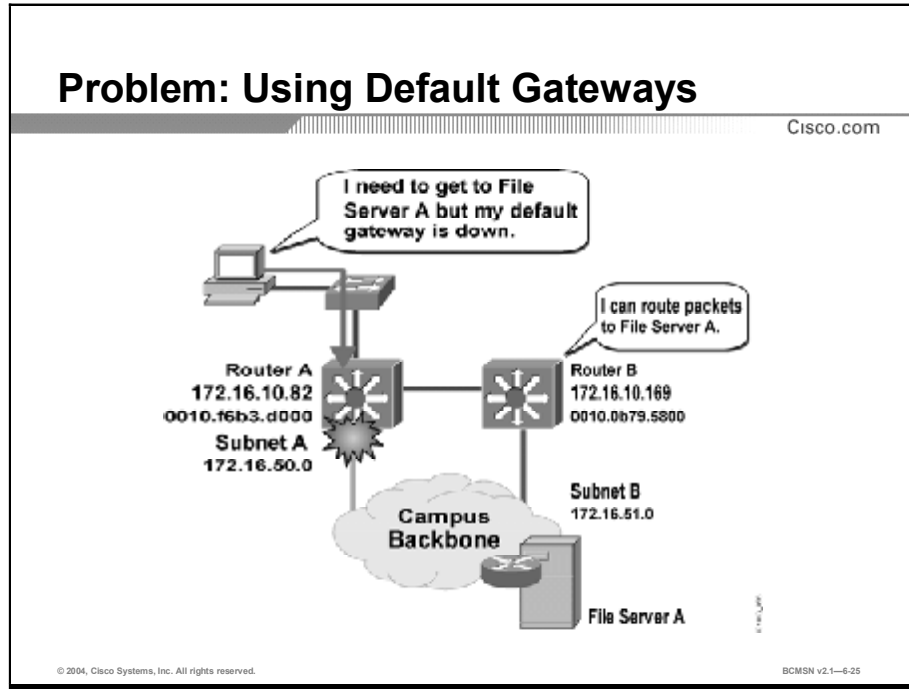 Problem: Using Default Gateways
Cisco.com
I need to get to File
Server A but my default
gateway is down.
I can route packets
to File Server A.
Router A
172.16.10.82
0010.f6b3.d000
Subnet A
172.16.50.0
Router B
172.16.10.169
0010.0b79.5800
Subnet B
172.16.51.0
Campus
Backbone
File Server A
© 2004, Cisco Systems, Inc. All rights reserved.
BCMSN v2.1—6-25